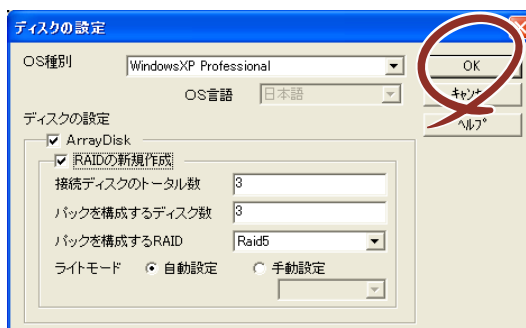 ディスクの設定
OS種別 WindowsXP Professional OK
OS言語 日本語 キャンセル
ディスクの設定 ヘルプ
ArrayDisk
RAIDの新規作成
接続ディスクのトータル数 3
パックを構成するディスク数 3
パックを構成するRAID Raid5
ライトモード 自動設定 手動設定